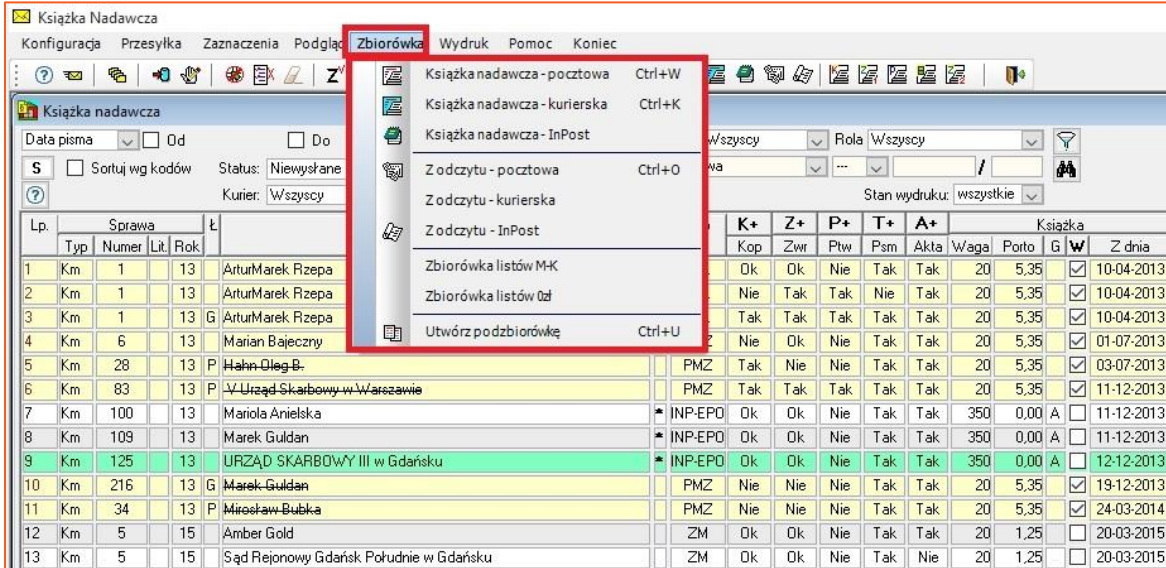 Książka Nadawcza
Konfiguracja Przesyłka Zaznaczenia Podgląd Zbiorówka Wydruk Pomoc Koniec
Książka nadawcza - pocztowa Ctrl+W
Książka nadawcza - kurierska Ctrl+K
Książka nadawcza - InPost
Z odczytu - pocztowa Ctrl+O
Z odczytu - kurierska
Z odczytu - InPost
Zbiorówka listów M-K
Zbiorówka listów 0zł
Utwórz podzbiorówkę Ctrl+U
Książka nadawcza
Data pisma Od Do Wszyscy Rola Wszyscy
S Sortuj wg kodów Status: Niewysłane --- /
Kurier: Wszyscy Stan wydruku: wszystkie
Lp. Sprawa Ł K+ Z+ P+ T+ A+ Książka
Typ Numer Lit. Rok Kop Zwr Ptw Psm Akta Waga Porto G W Z dnia
1 Km 1 13 ArturMarek Rzepa Ok Ok Nie Tak Tak 20 5,35 10-04-2013
2 Km 1 13 ArturMarek Rzepa Nie Tak Tak Nie Tak 20 5,35 10-04-2013
3 Km 1 13 G ArturMarek Rzepa Tak Tak Tak Tak Tak 20 5,35 10-04-2013
4 Km 6 13 Marian Bajeczny Nie Ok Nie Tak Tak 20 5,35 01-07-2013
5 Km 28 13 P Hahn Oleg B. PMZ Tak Nie Nie Tak Tak 20 5,35 03-07-2013
6 Km 83 13 P V Urząd Skarbowy w Warszawie PMZ Tak Tak Nie Tak Tak 20 5,35 11-12-2013
7 Km 100 13 Mariola Anielska * INP-EPO Ok Ok Nie Tak Tak 350 0,00 A 11-12-2013
8 Km 109 13 Marek Guldan * INP-EPO Ok Ok Nie Tak Tak 350 0,00 A 11-12-2013
9 Km 125 13 URZĄD SKARBOWY III w Gdańsku * INP-EPO Ok Ok Nie Tak Tak 350 0,00 A 12-12-2013
10 Km 216 13 G Marek Guldan PMZ Nie Ok Nie Tak Tak 20 5,35 19-12-2013
11 Km 34 13 P Mirosław Bubka PMZ Nie Nie Nie Tak Tak 20 5,35 24-03-2014
12 Km 5 15 Amber Gold ZM Ok Ok Nie Tak Tak 20 1,25 20-03-2015
13 Km 5 15 Sąd Rejonowy Gdańsk Południe w Gdańsku ZM Ok Ok Nie Tak Nie 20 1,25 20-03-2015